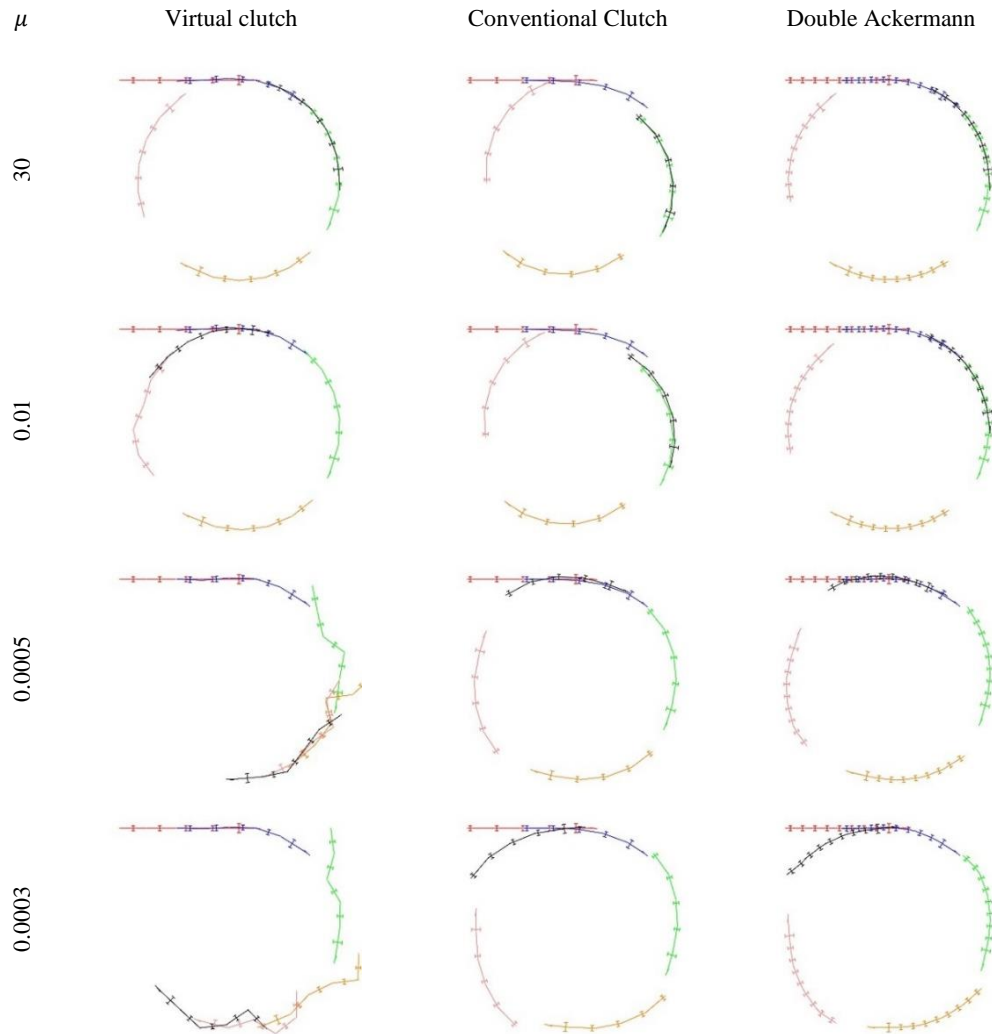 μ Virtual clutch Conventional Clutch Double Ackermann
30
0.01
0.0005
0.0003